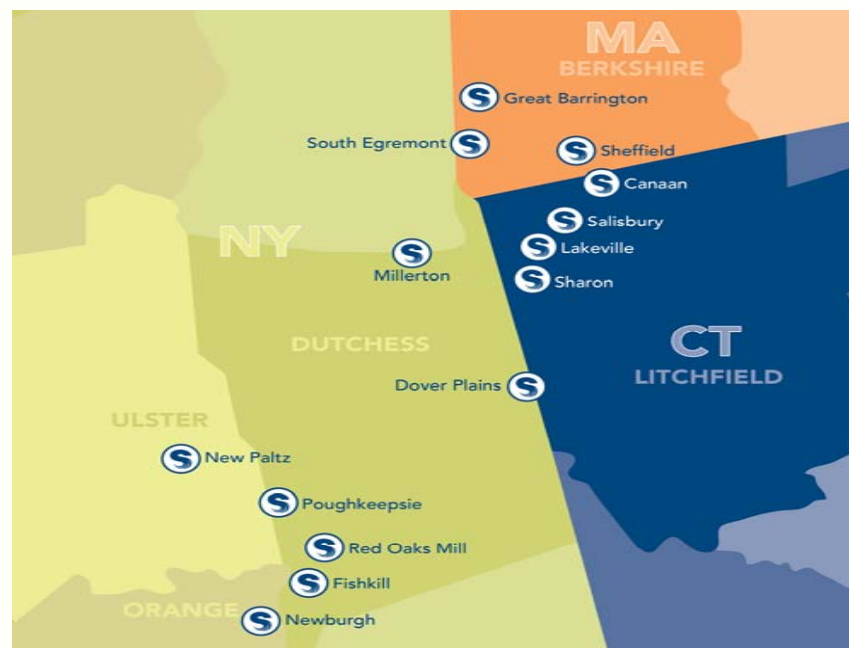 MA
BERKSHIRE
Great Barrington
South Egremont
Sheffield
Canaan
Salisbury
NY
Lakeville
Millerton
Sharon
DUTCHESS
CT
LITCHFIELD
Dover Plains
ULSTER
New Paltz
Poughkeepsie
Red Oaks Mill
Fishkill
ORANGE
Newburgh